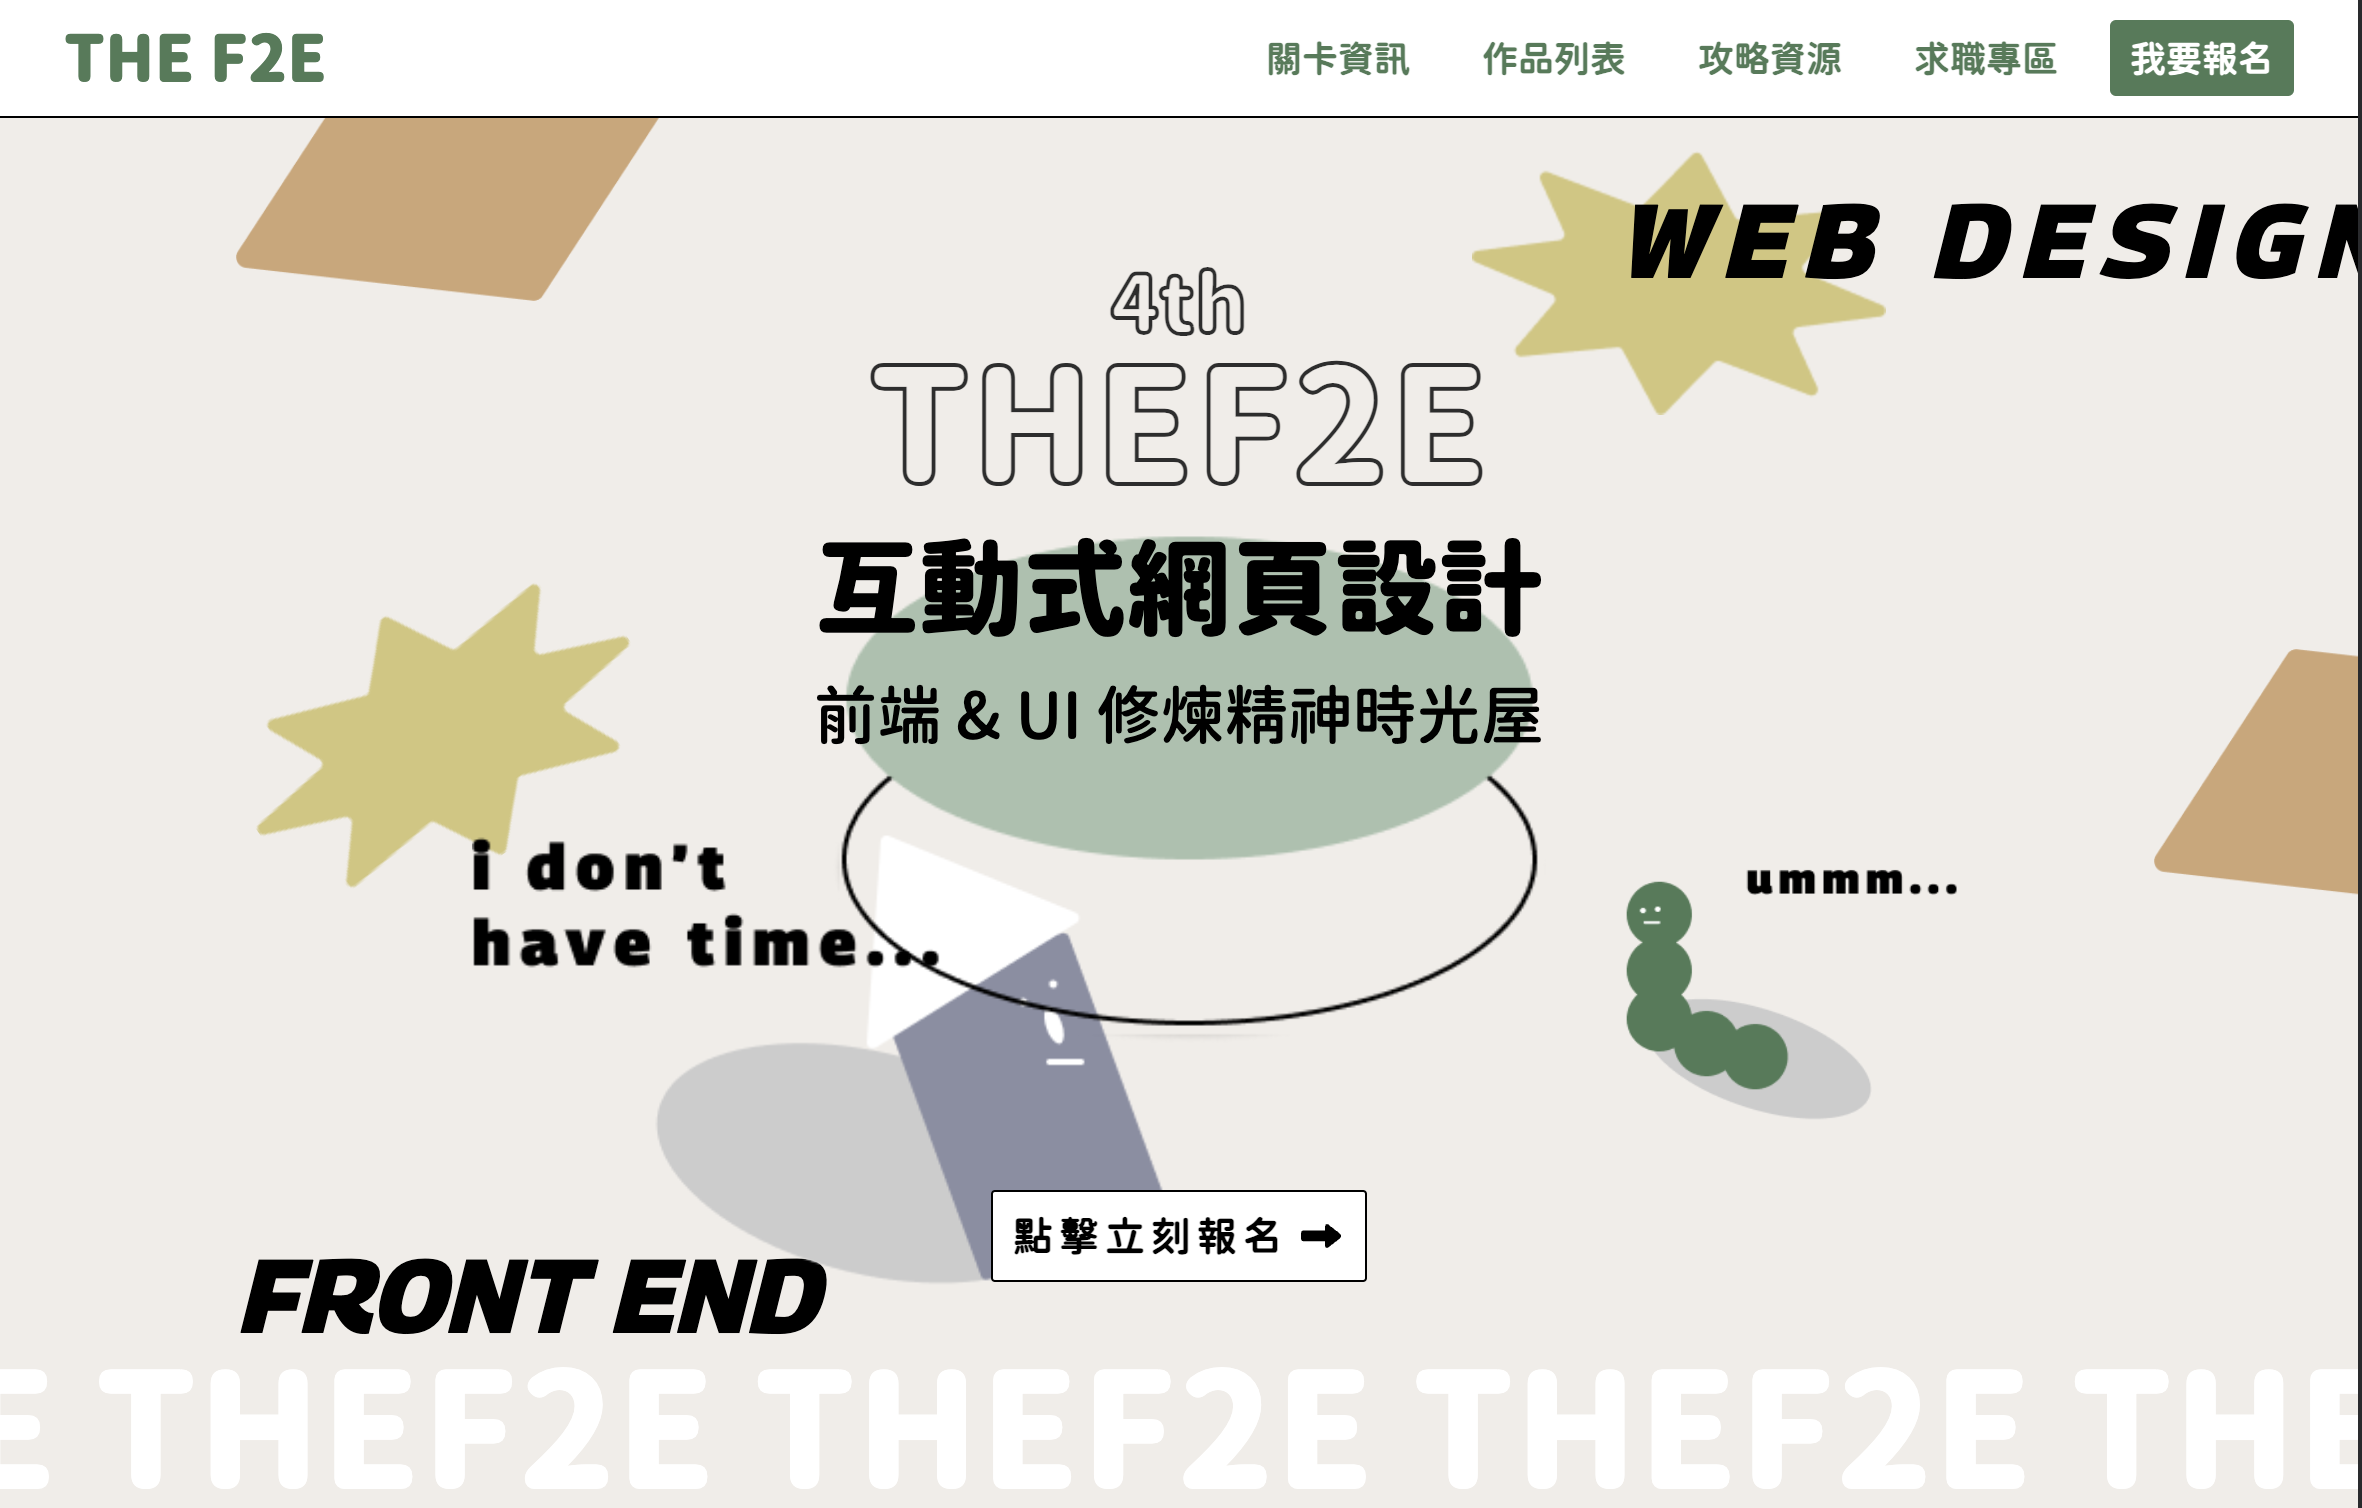 THE F2E
關卡資訊 作品列表 攻略資源 求職專區 我要報名
WEB DESIGN
4th
THEF2E
互動式網頁設計
前端 & UI 修煉精神時光屋
i don't
have time...
ummm...
點擊立刻報名
FRONT END
E THEF2E THEF2E THEF2E THE